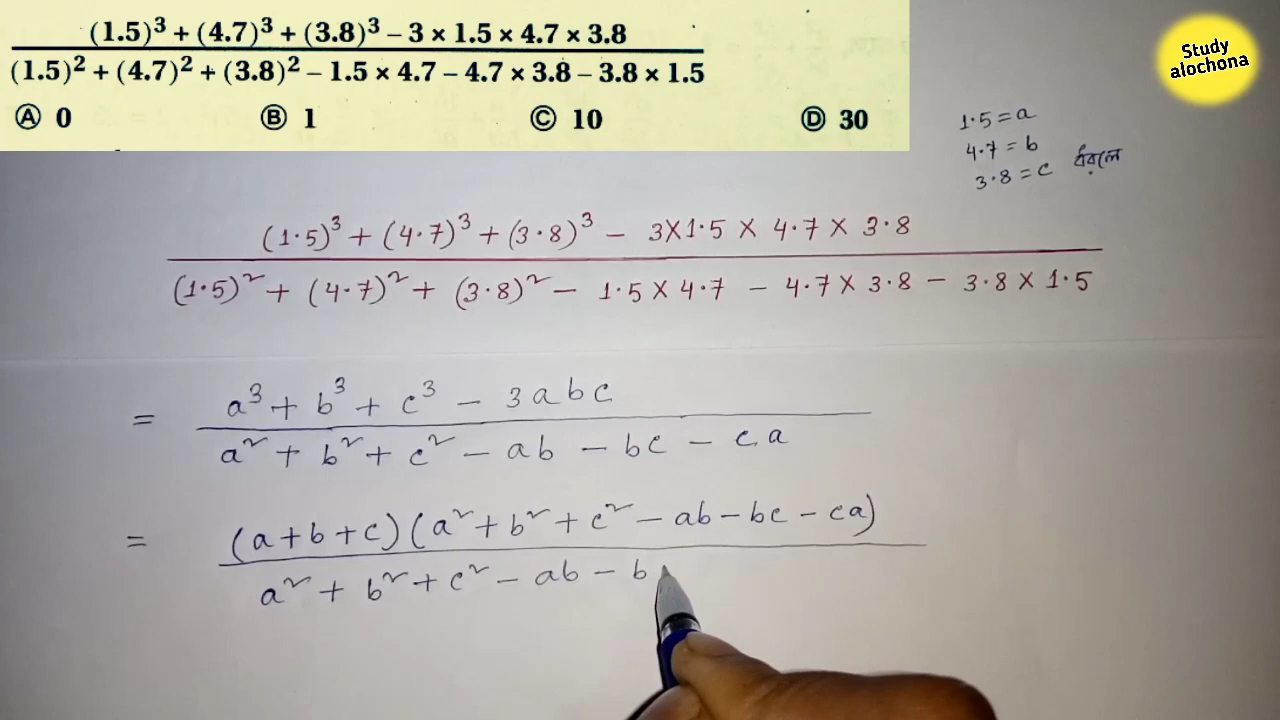 (1.5)³ + (4.7)³ + (3.8)³ – 3 × 1.5 × 4.7 × 3.8
(1.5)² + (4.7)² + (3.8)² – 1.5 × 4.7 – 4.7 × 3.8 – 3.8 × 1.5
Ⓐ 0 Ⓑ 1 Ⓒ 10 Ⓓ 30
Study
alochona
1.5 = a
4.7 = b
3.8 = c ধরলে
(1.5)³ + (4.7)³ + (3.8)³ – 3 × 1.5 × 4.7 × 3.8
(1.5)² + (4.7)² + (3.8)² – 1.5 × 4.7 – 4.7 × 3.8 – 3.8 × 1.5
= a³ + b³ + c³ – 3abc
a² + b² + c² – ab – bc – ca
= (a + b + c)(a² + b² + c² – ab – bc – ca)
a² + b² + c² – ab – b